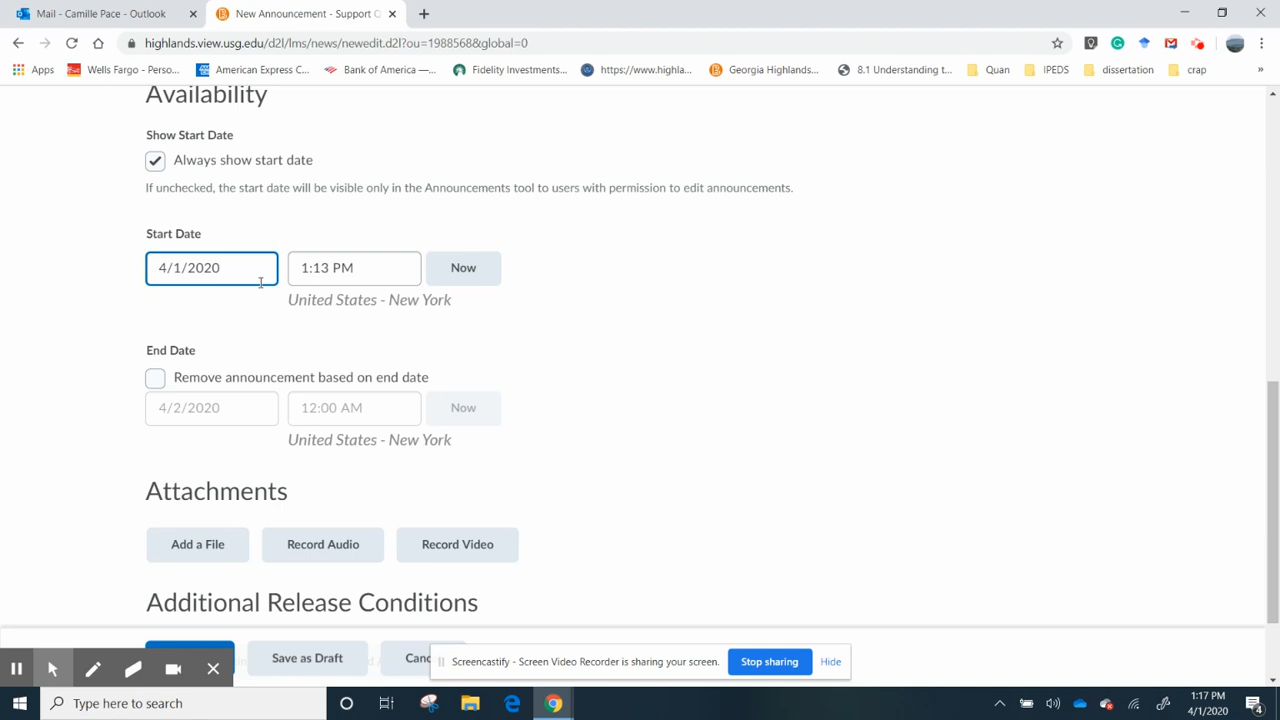 Mail - Camille Pace - Outlook
New Announcement - Support C
highlands.view.usg.edu/d2l/lms/news/newedit.d2l?ou=1988568&global=0
Apps
Wells Fargo - Perso...
American Express C...
Bank of America —...
Fidelity Investments...
https://www.highla...
Georgia Highlands...
8.1 Understanding t...
Quan
IPEDS
dissertation
crap
»
Availability
Show Start Date
Always show start date
If unchecked, the start date will be visible only in the Announcements tool to users with permission to edit announcements.
Start Date
4/1/2020
1:13 PM
Now
United States - New York
End Date
Remove announcement based on end date
4/2/2020
12:00 AM
Now
United States - New York
Attachments
Add a File
Record Audio
Record Video
Additional Release Conditions
Save as Draft
Canc
Screencastify - Screen Video Recorder is sharing your screen.
Stop sharing
Hide
Type here to search
1:17 PM
4/1/2020
4